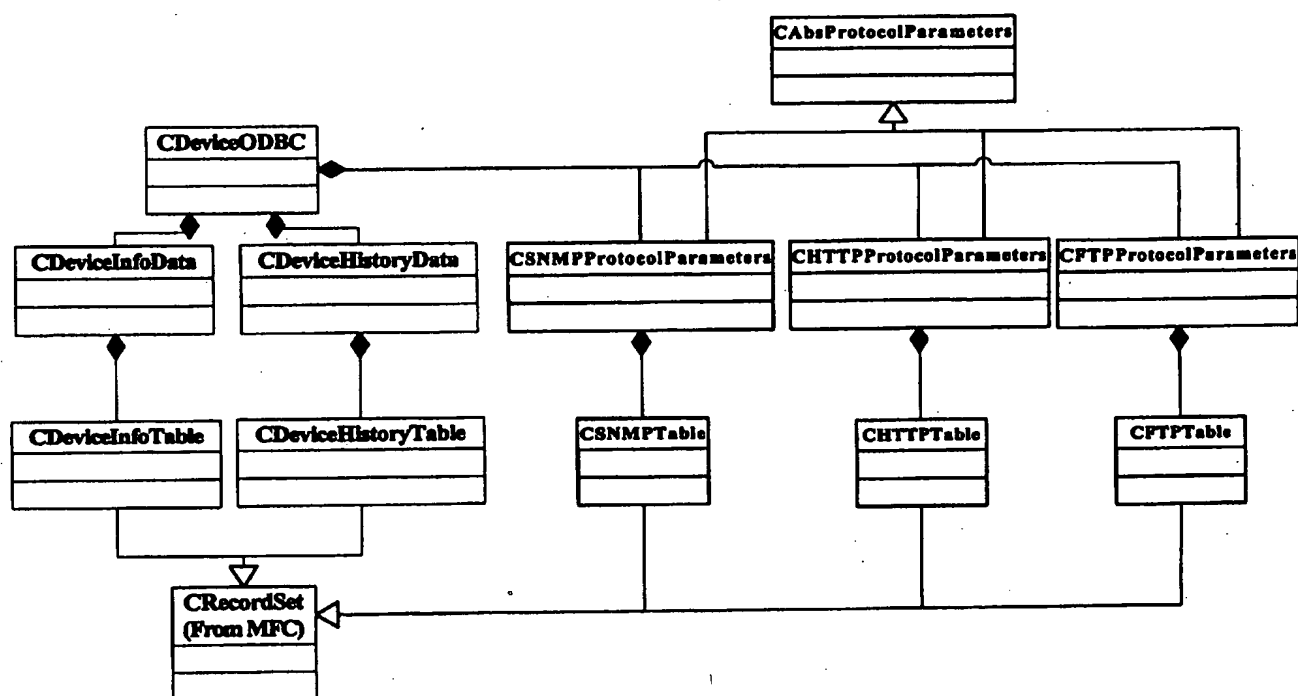 CAbsProtocolParameters
CDeviceODBC
CDeviceInfoData
CDeviceHistoryData
CSNMPProtocolParameters
CHTTPProtocolParameters
CFTPProtocolParameters
CDeviceInfoTable
CDeviceHistoryTable
CSNMPTable
CHTTPTable
CFTPTable
CRecordSet
(From MFC)